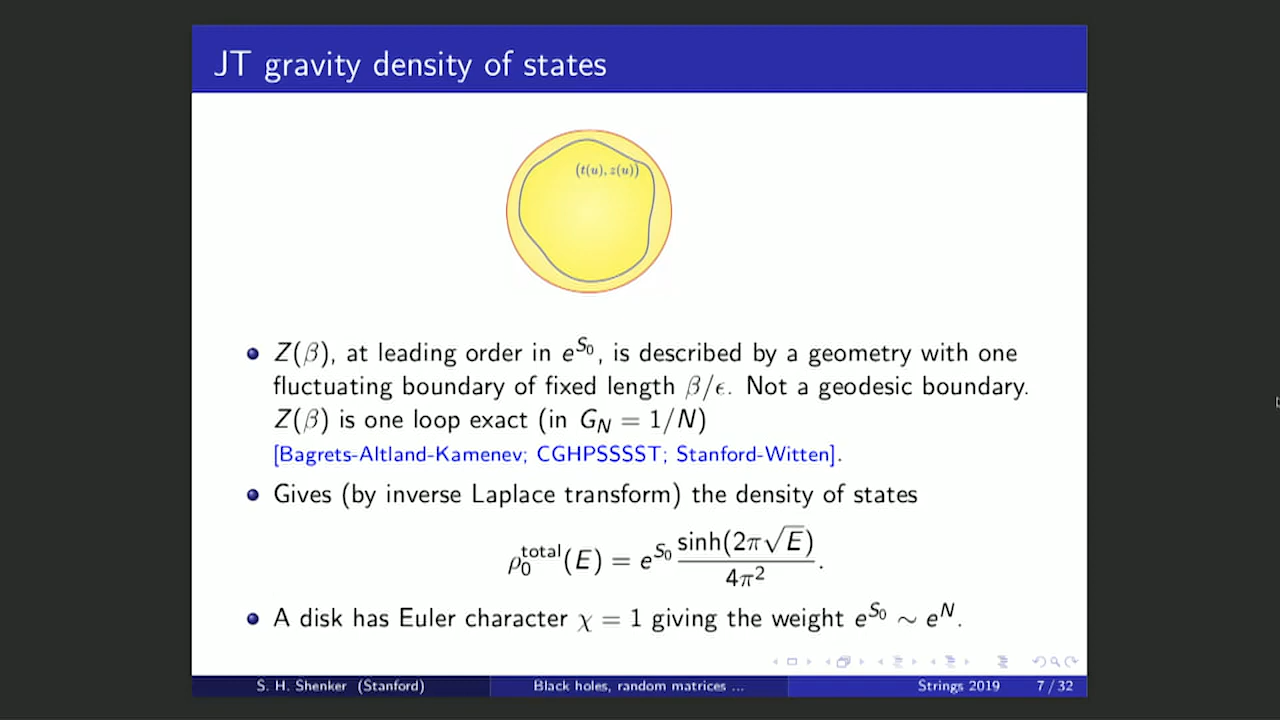 JT gravity density of states
(t(u), z(u))
Z(β), at leading order in e^{S_0}, is described by a geometry with one
fluctuating boundary of fixed length β/ϵ. Not a geodesic boundary.
Z(β) is one loop exact (in G_N = 1/N)
[Bagrets-Altland-Kamenev; CGHPSSSST; Stanford-Witten].
Gives (by inverse Laplace transform) the density of states
ρ_0^{total}(E) = e^{S_0} \frac{sinh(2π√E)}{4π^2}.
A disk has Euler character χ = 1 giving the weight e^{S_0} ∼ e^N.
S. H. Shenker (Stanford)
Black holes, random matrices ...
Strings 2019
7 / 32